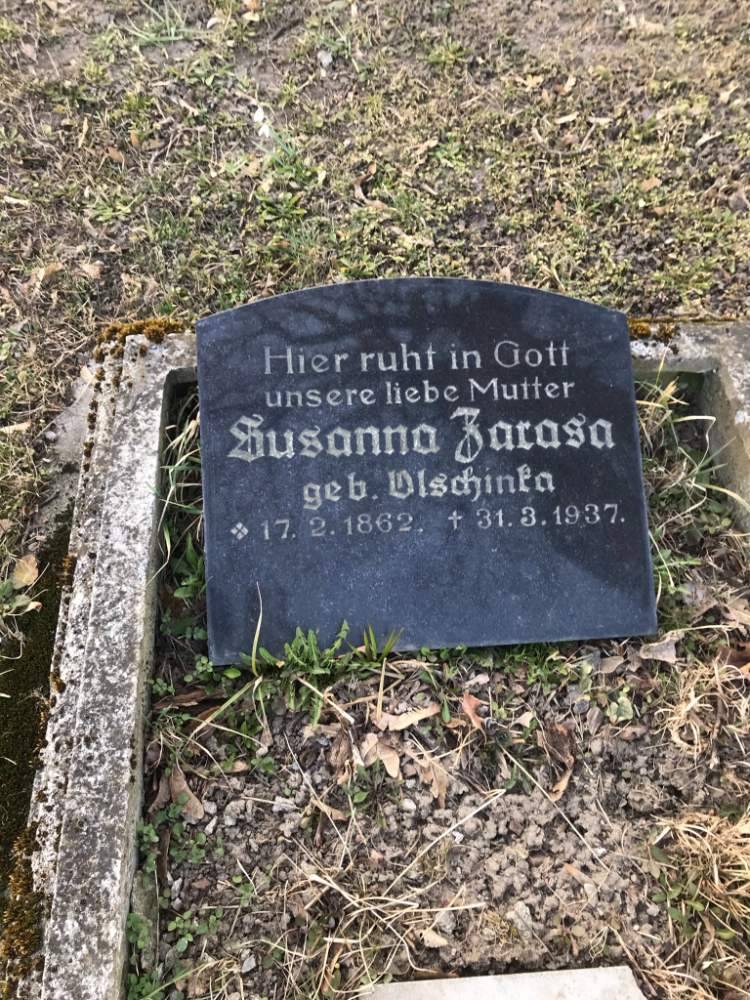 Hier ruht in Gott
unsere liebe Mutter
Susanna Zarasa
geb. Olschinka
❖ 17. 2. 1862. † 31. 3. 1937.